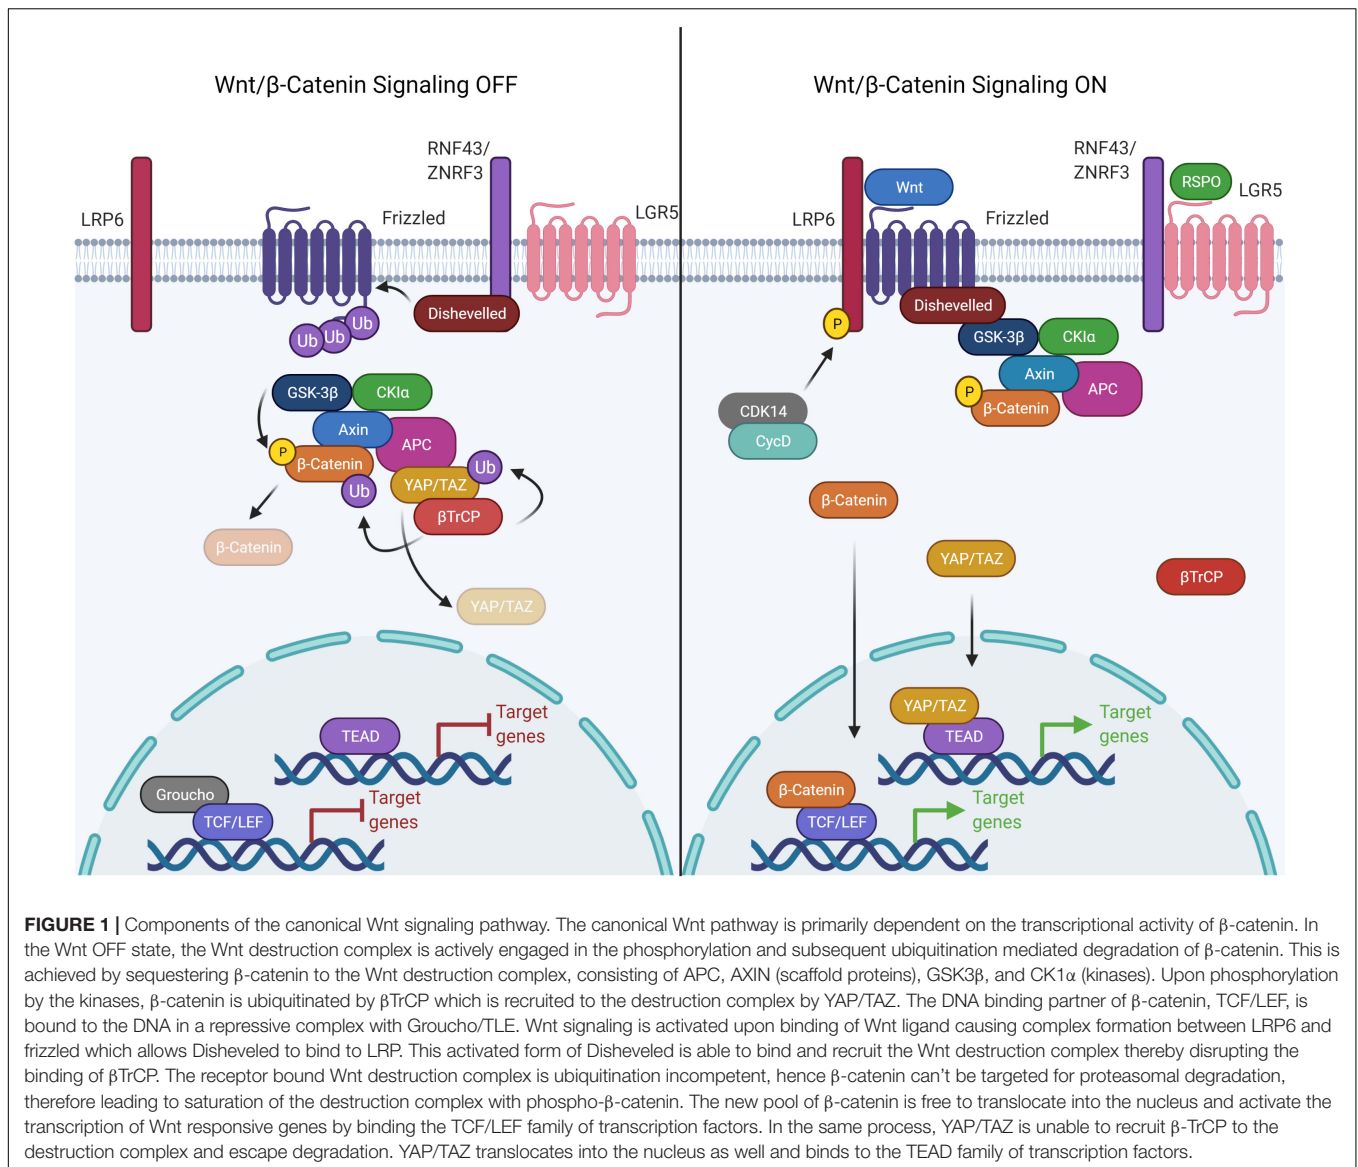 Wnt/β-Catenin Signaling OFF
LRP6
Frizzled
RNF43/
ZNRF3
LGR5
Dishevelled
Ub
Ub
Ub
GSK-3β
CKIα
Axin
APC
P
β-Catenin
Ub
YAP/TAZ
Ub
βTrCP
β-Catenin
YAP/TAZ
TEAD
Target
genes
Groucho
TCF/LEF
Target
genes
Wnt/β-Catenin Signaling ON
LRP6
Wnt
Frizzled
RNF43/
ZNRF3
RSPO
LGR5
Dishevelled
P
GSK-3β
CKIα
Axin
APC
P
β-Catenin
CDK14
CycD
β-Catenin
YAP/TAZ
βTrCP
YAP/TAZ
TEAD
Target
genes
β-Catenin
TCF/LEF
Target
genes
FIGURE 1 | Components of the canonical Wnt signaling pathway. The canonical Wnt pathway is primarily dependent on the transcriptional activity of β-catenin. In
the Wnt OFF state, the Wnt destruction complex is actively engaged in the phosphorylation and subsequent ubiquitination mediated degradation of β-catenin. This is
achieved by sequestering β-catenin to the Wnt destruction complex, consisting of APC, AXIN (scaffold proteins), GSK3β, and CK1α (kinases). Upon phosphorylation
by the kinases, β-catenin is ubiquitinated by βTrCP which is recruited to the destruction complex by YAP/TAZ. The DNA binding partner of β-catenin, TCF/LEF, is
bound to the DNA in a repressive complex with Groucho/TLE. Wnt signaling is activated upon binding of Wnt ligand causing complex formation between LRP6 and
frizzled which allows Disheveled to bind to LRP. This activated form of Disheveled is able to bind and recruit the Wnt destruction complex thereby disrupting the
binding of βTrCP. The receptor bound Wnt destruction complex is ubiquitination incompetent, hence β-catenin can't be targeted for proteasomal degradation,
therefore leading to saturation of the destruction complex with phospho-β-catenin. The new pool of β-catenin is free to translocate into the nucleus and activate the
transcription of Wnt responsive genes by binding the TCF/LEF family of transcription factors. In the same process, YAP/TAZ is unable to recruit β-TrCP to the
destruction complex and escape degradation. YAP/TAZ translocates into the nucleus as well and binds to the TEAD family of transcription factors.